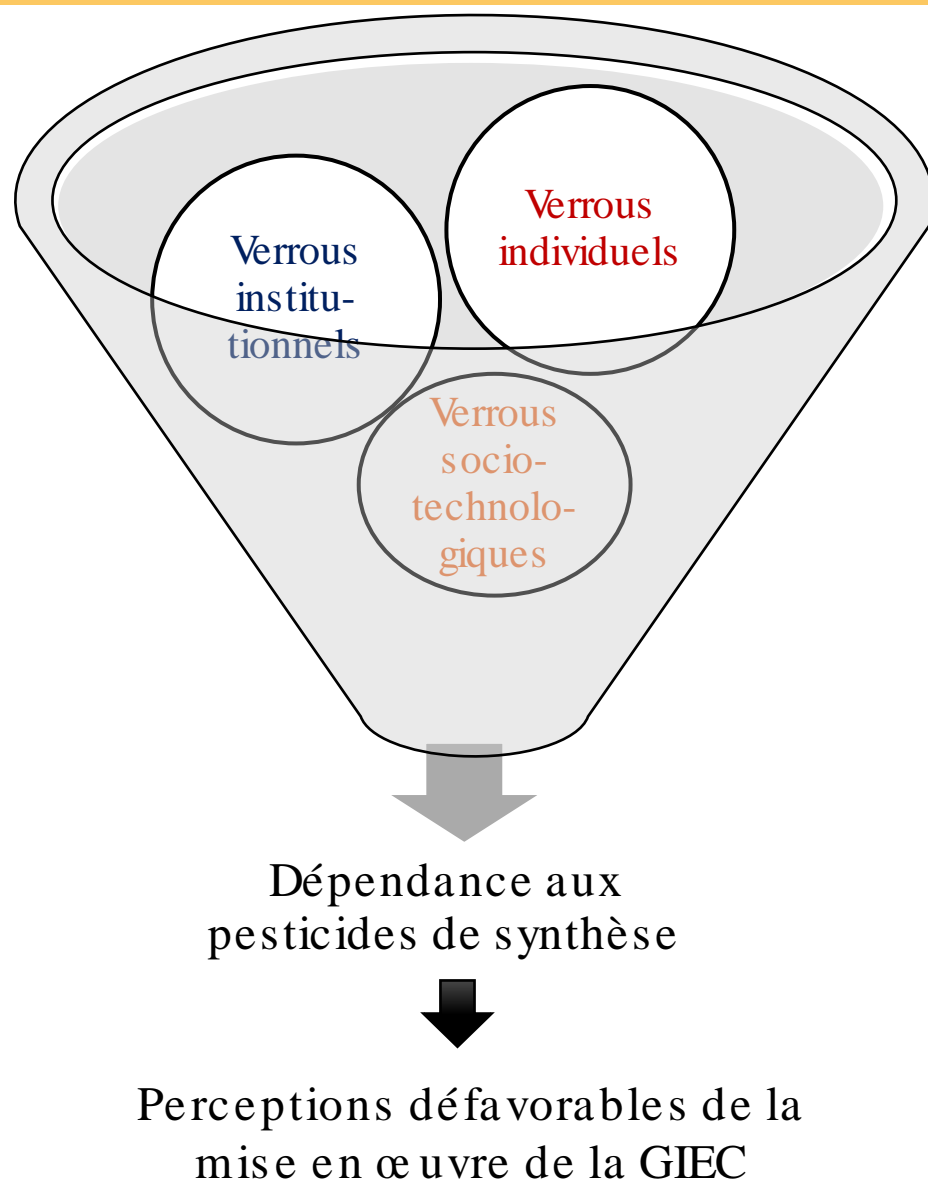 Verrous
individuels
Verrous
institu-
tionnels
Verrous
socio-
technolo-
giques
Dépendance aux
pesticides de synthèse
Perceptions défavorables de la
mise en œuvre de la GIEC